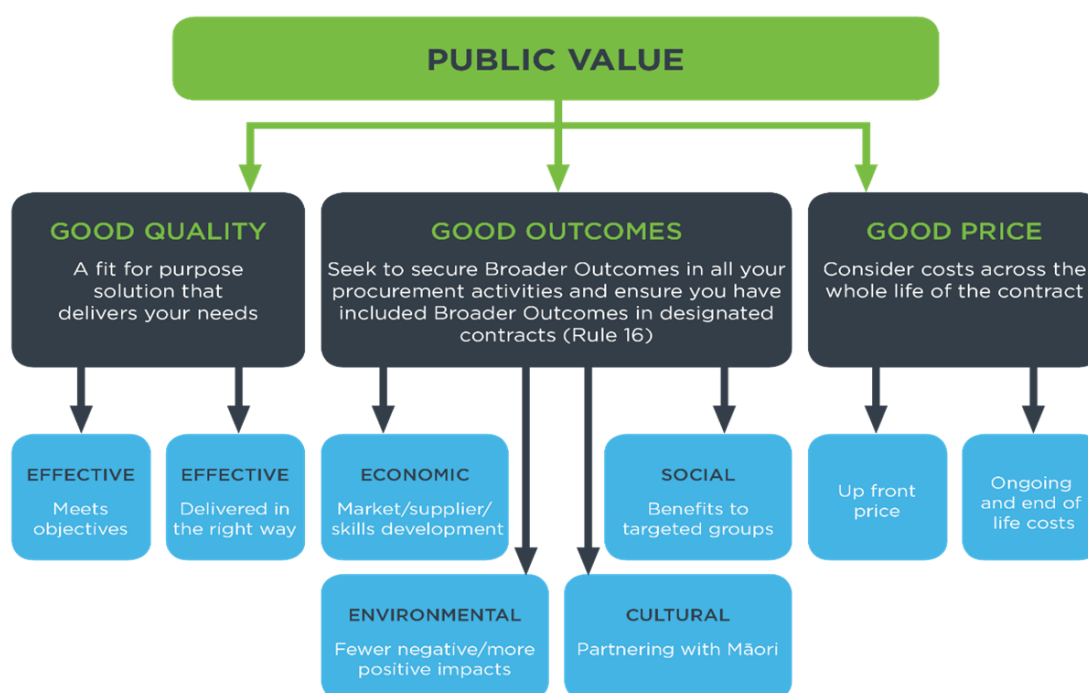 PUBLIC VALUE
GOOD QUALITY
A fit for purpose
solution that
delivers your needs
GOOD OUTCOMES
Seek to secure Broader Outcomes in all your
procurement activities and ensure you have
included Broader Outcomes in designated
contracts (Rule 16)
GOOD PRICE
Consider costs across the
whole life of the contract
EFFECTIVE
Meets
objectives
EFFECTIVE
Delivered in
the right way
ECONOMIC
Market/supplier/
skills development
SOCIAL
Benefits to
targeted groups
Up front
price
Ongoing
and end of
life costs
ENVIRONMENTAL
Fewer negative/more
positive impacts
CULTURAL
Partnering with Māori